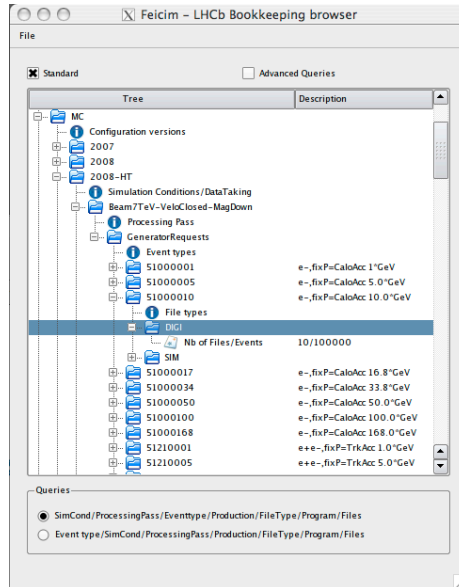 X Feicim – LHCb Bookkeeping browser
File
Standard Advanced Queries
Tree Description
MC
Configuration versions
2007
2008
2008-HT
Simulation Conditions/DataTaking
Beam7TeV-VeloClosed-MagDown
Processing Pass
GeneratorRequests
Event types
51000001 e-,fixP=CaloAcc 1*GeV
51000005 e-,fixP=CaloAcc 5.0*GeV
51000010 e-,fixP=CaloAcc 10.0*GeV
File types
DIGI
Nb of Files/Events 10/100000
SIM
51000017 e-,fixP=CaloAcc 16.8*GeV
51000034 e-,fixP=CaloAcc 33.8*GeV
51000050 e-,fixP=CaloAcc 50.0*GeV
51000100 e-,fixP=CaloAcc 100.0*GeV
51000168 e-,fixP=CaloAcc 168.0*GeV
51210001 e+e-,fixP=TrkAcc 1.0*GeV
51210005 e+e-,fixP=TrkAcc 5.0*GeV
Queries
SimCond/ProcessingPass/Eventtype/Production/FileType/Program/Files
Event type/SimCond/ProcessingPass/Production/FileType/Program/Files